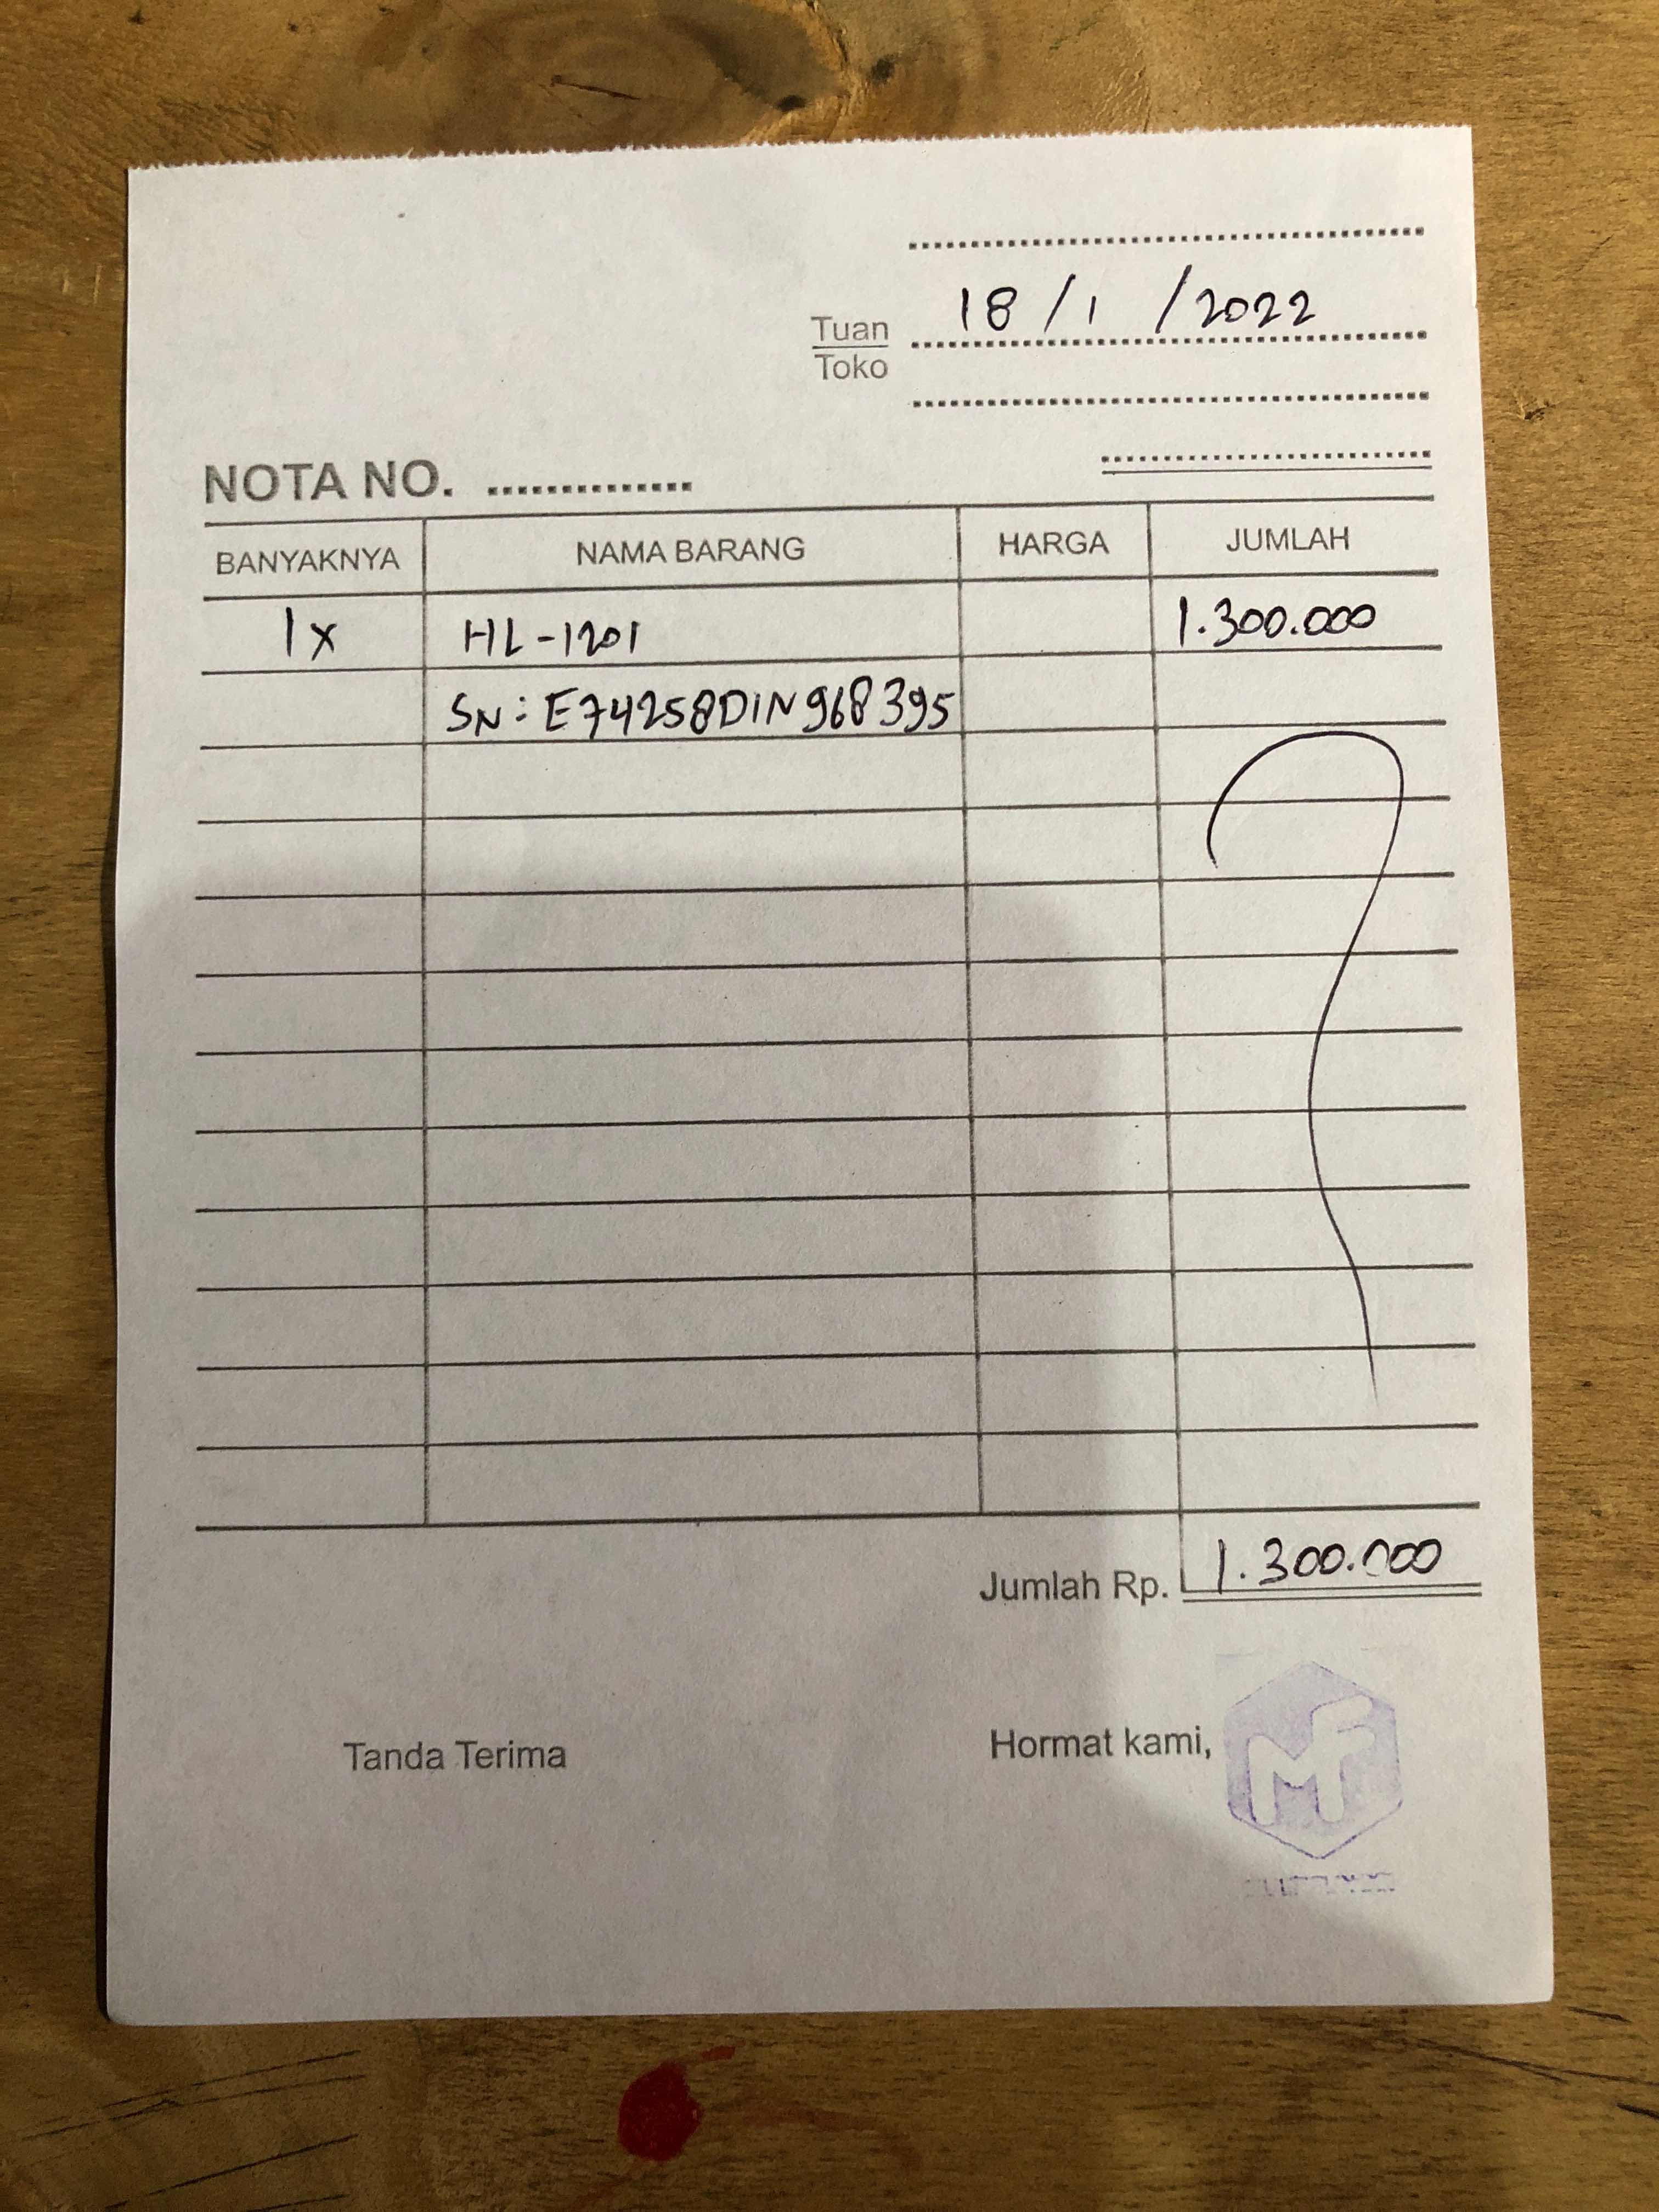 18/1/2022
Tuan
Toko
NOTA NO. ..............
BANYAKNYA NAMA BARANG HARGA JUMLAH
1x HL-1201 1.300.000
SN: E74258D1N968395
Jumlah Rp. 1.300.000
Tanda Terima Hormat kami,
MF